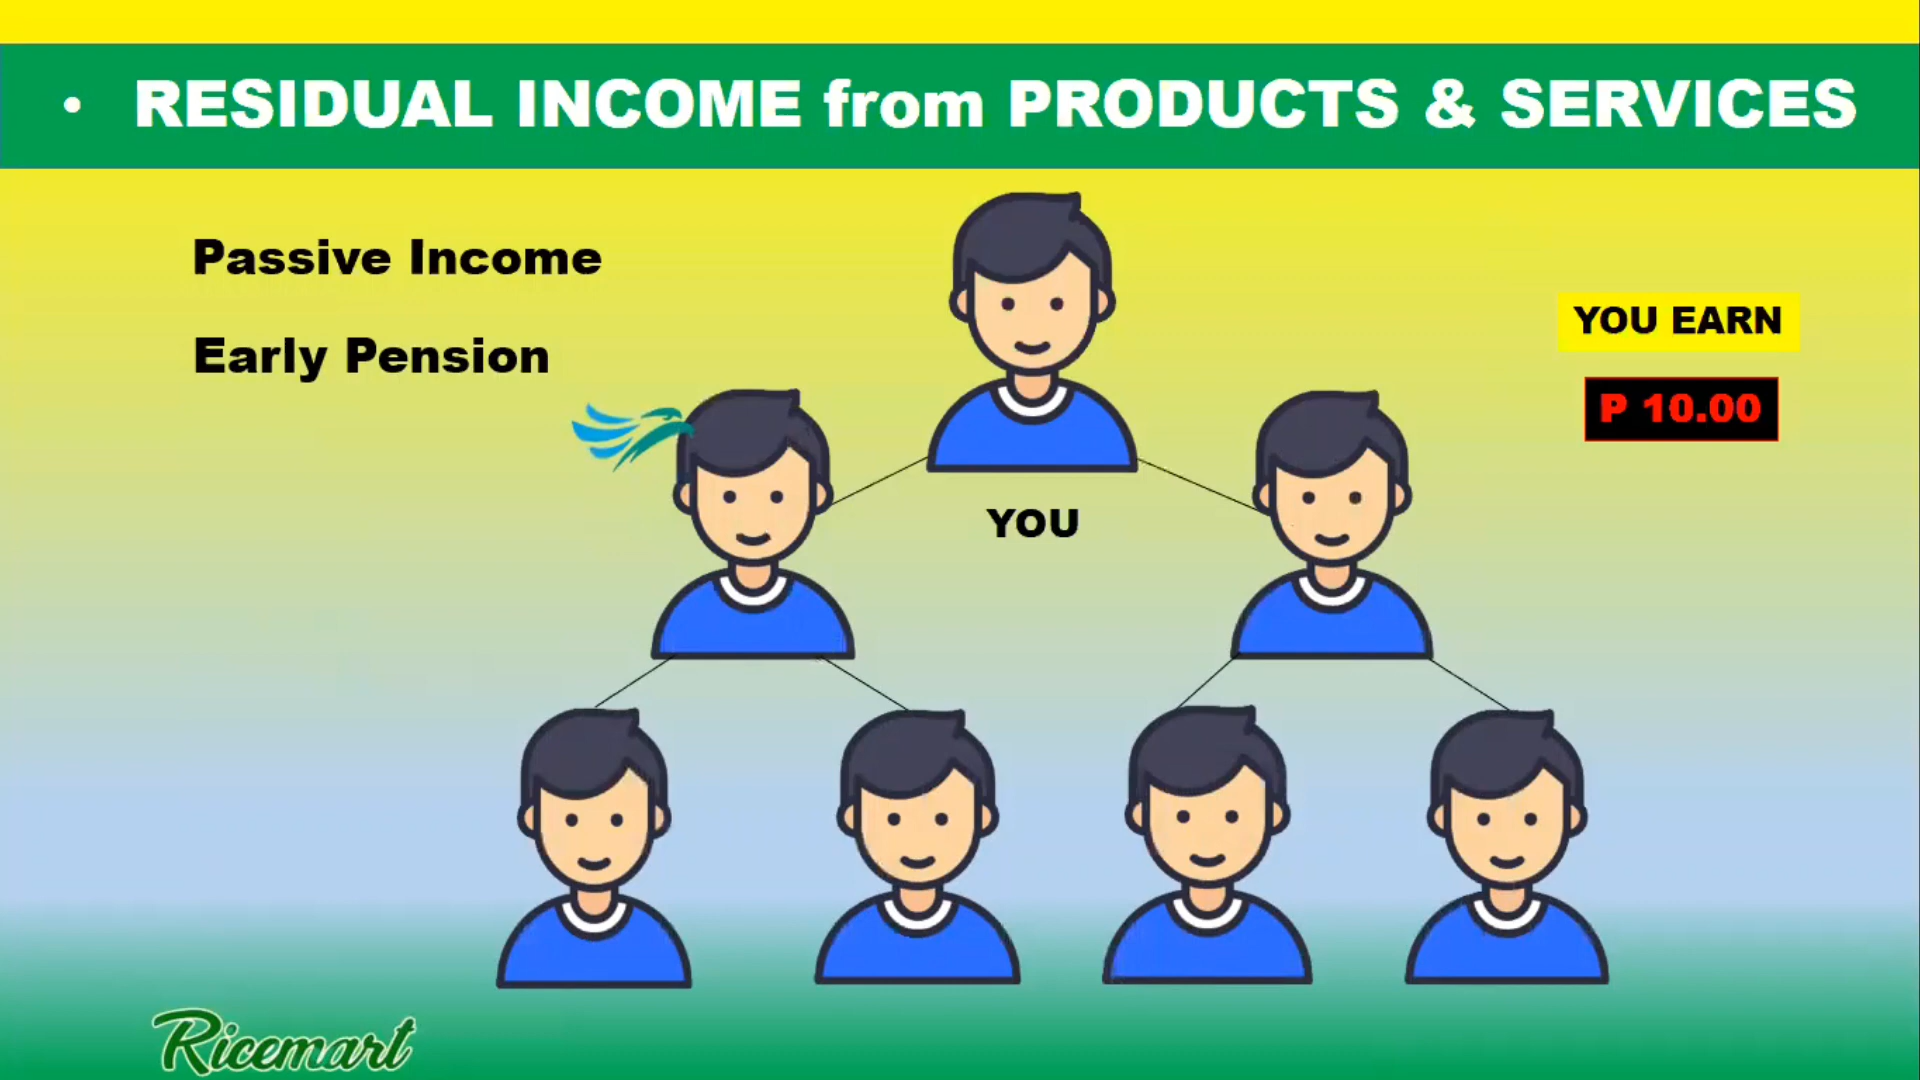 • RESIDUAL INCOME from PRODUCTS & SERVICES
Passive Income
Early Pension
YOU EARN
P 10.00
YOU
Ricemart